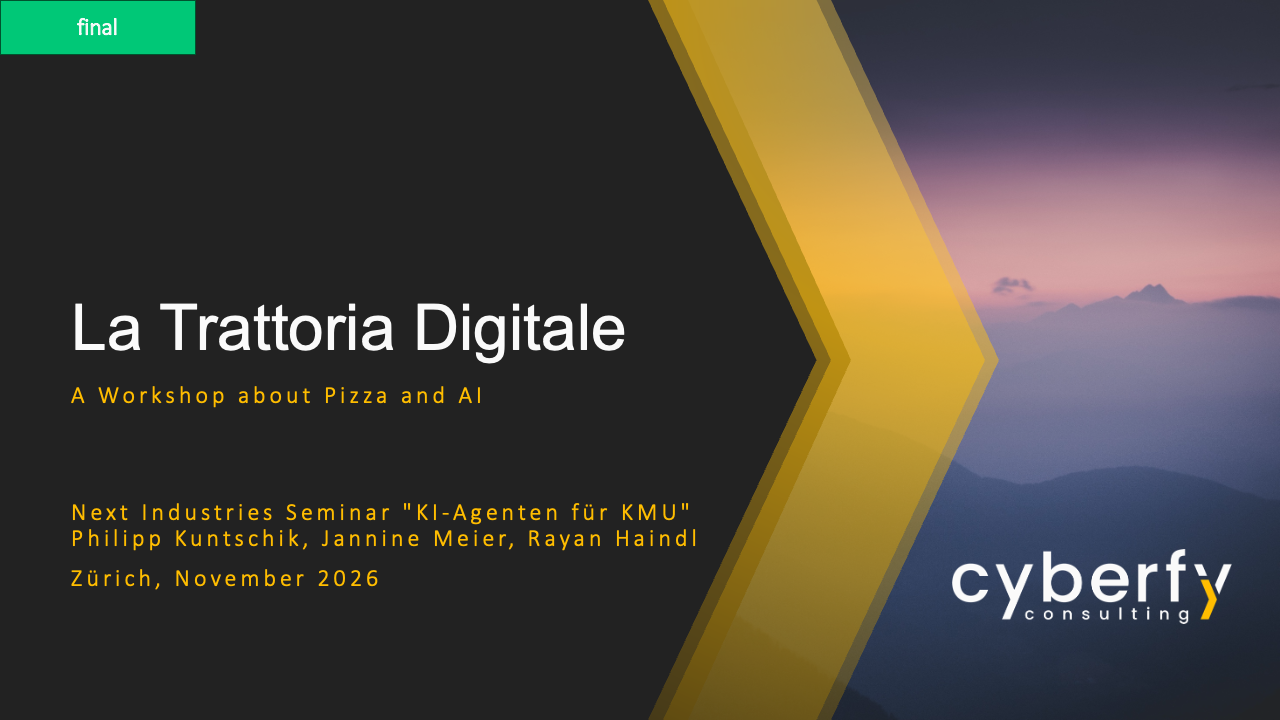 final
La Trattoria Digitale
A Workshop about Pizza and AI
Next Industries Seminar "KI-Agenten für KMU"
Philipp Kuntschik, Jannine Meier, Rayan Haindl
Zürich, November 2026
cyberfy
consulting